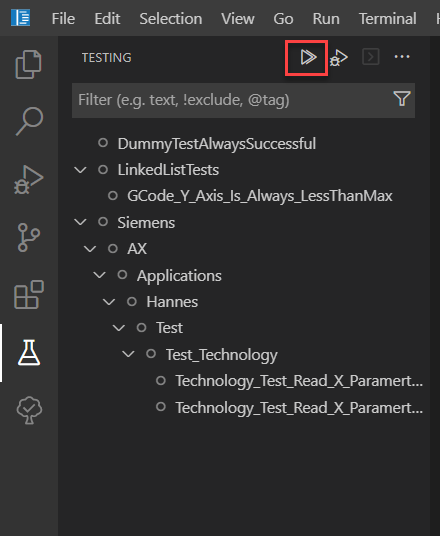 File Edit Selection View Go Run Terminal
TESTING
Filter (e.g. text, !exclude, @tag)
DummyTestAlwaysSuccessful
LinkedListTests
GCode_Y_Axis_Is_Always_LessThanMax
Siemens
AX
Applications
Hannes
Test
Test_Technology
Technology_Test_Read_X_Paramert...
Technology_Test_Read_X_Paramert...